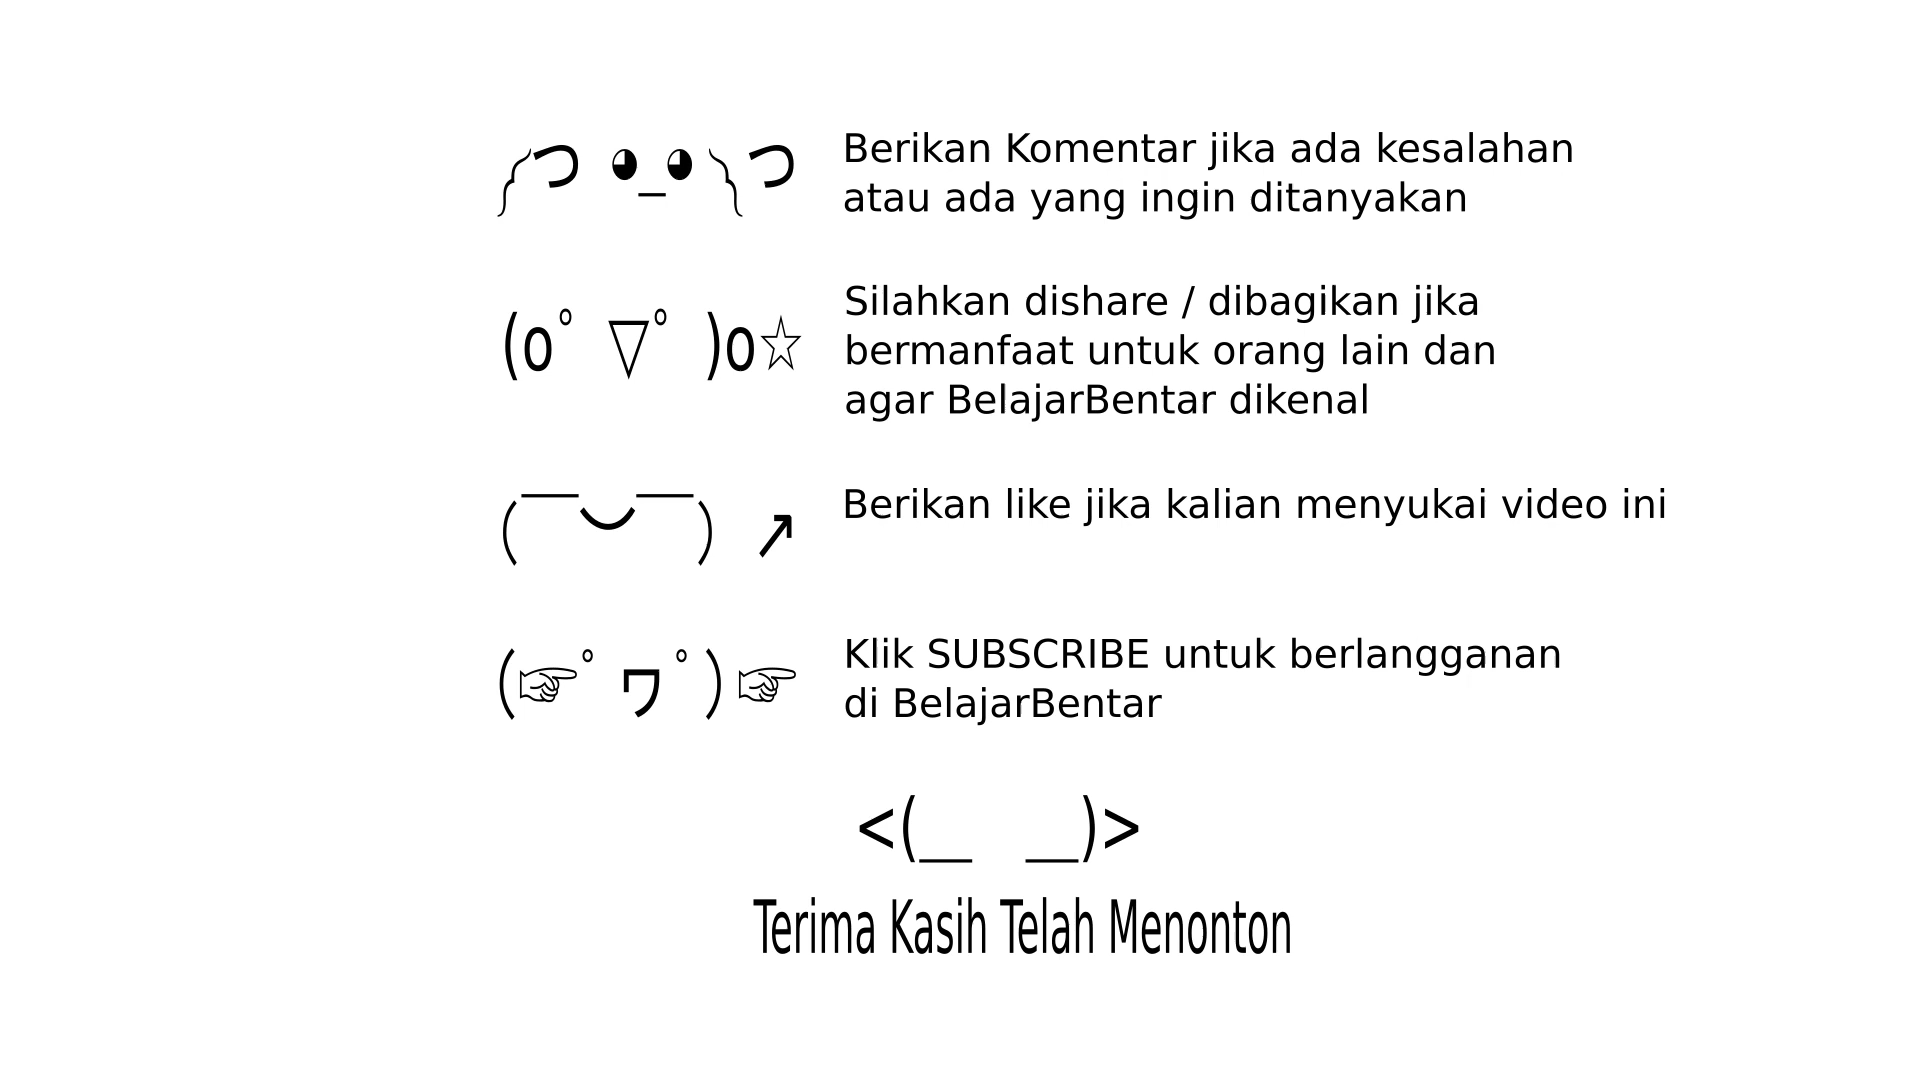 ༼つ ◕_◕ ༽つ
Berikan Komentar jika ada kesalahan
atau ada yang ingin ditanyakan
(o゜▽゜)o☆
Silahkan dishare / dibagikan jika
bermanfaat untuk orang lain dan
agar BelajarBentar dikenal
(￣◡￣) ↗
Berikan like jika kalian menyukai video ini
(☞ﾟヮﾟ)☞
Klik SUBSCRIBE untuk berlangganan
di BelajarBentar
<(__ __)>
Terima Kasih Telah Menonton